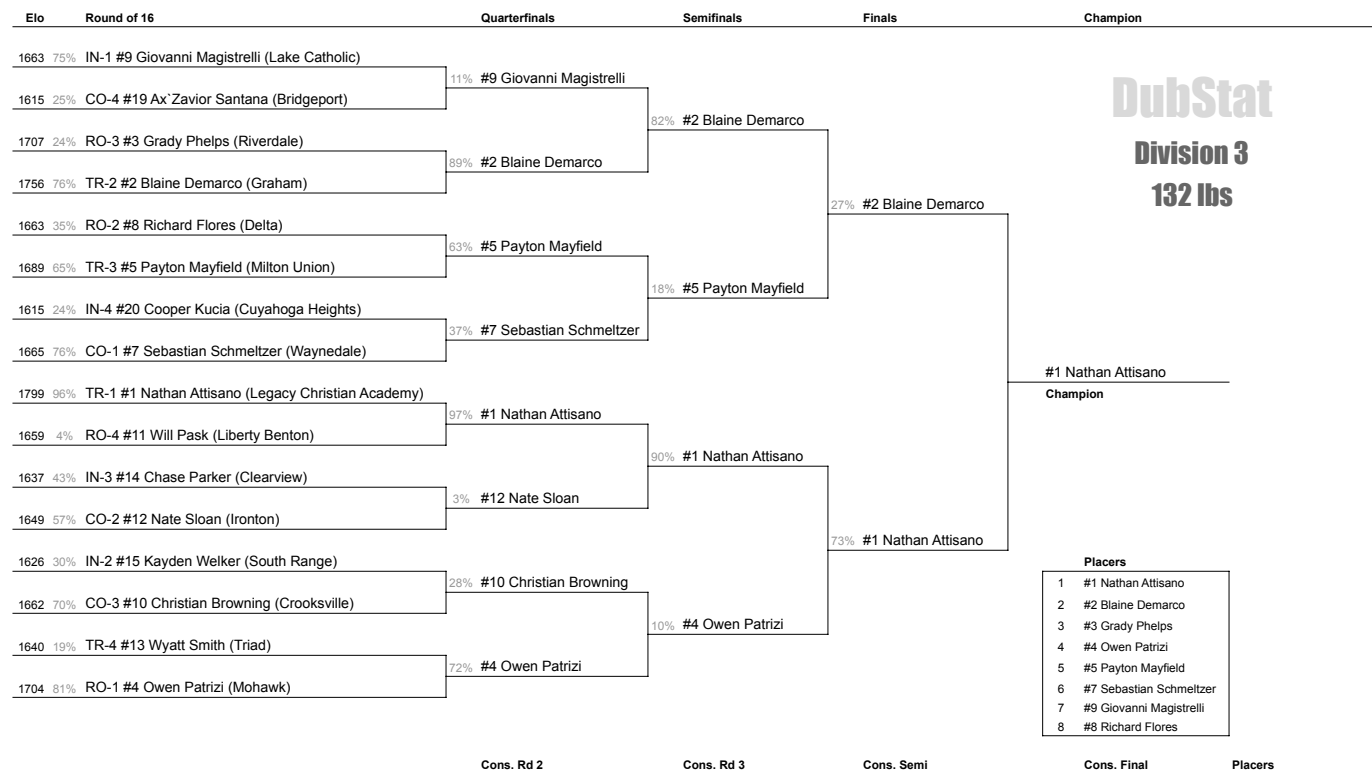 Elo Round of 16 Quarterfinals Semifinals Finals Champion
1663 75% IN-1 #9 Giovanni Magistrelli (Lake Catholic)
11% #9 Giovanni Magistrelli
1615 25% CO-4 #19 Ax`Zavior Santana (Bridgeport)
DubStat
82% #2 Blaine Demarco
1707 24% RO-3 #3 Grady Phelps (Riverdale)
Division 3
89% #2 Blaine Demarco
1756 76% TR-2 #2 Blaine Demarco (Graham)
132 lbs
27% #2 Blaine Demarco
1663 35% RO-2 #8 Richard Flores (Delta)
63% #5 Payton Mayfield
1689 65% TR-3 #5 Payton Mayfield (Milton Union)
18% #5 Payton Mayfield
1615 24% IN-4 #20 Cooper Kucia (Cuyahoga Heights)
37% #7 Sebastian Schmeltzer
1665 76% CO-1 #7 Sebastian Schmeltzer (Waynedale)
#1 Nathan Attisano
Champion
1799 96% TR-1 #1 Nathan Attisano (Legacy Christian Academy)
97% #1 Nathan Attisano
1659 4% RO-4 #11 Will Pask (Liberty Benton)
90% #1 Nathan Attisano
1637 43% IN-3 #14 Chase Parker (Clearview)
3% #12 Nate Sloan
1649 57% CO-2 #12 Nate Sloan (Ironton)
73% #1 Nathan Attisano
1626 30% IN-2 #15 Kayden Welker (South Range)
28% #10 Christian Browning
1662 70% CO-3 #10 Christian Browning (Crooksville)
10% #4 Owen Patrizi
1640 19% TR-4 #13 Wyatt Smith (Triad)
72% #4 Owen Patrizi
1704 81% RO-1 #4 Owen Patrizi (Mohawk)
Placers
1 #1 Nathan Attisano
2 #2 Blaine Demarco
3 #3 Grady Phelps
4 #4 Owen Patrizi
5 #5 Payton Mayfield
6 #7 Sebastian Schmeltzer
7 #9 Giovanni Magistrelli
8 #8 Richard Flores
Cons. Rd 2 Cons. Rd 3 Cons. Semi Cons. Final Placers